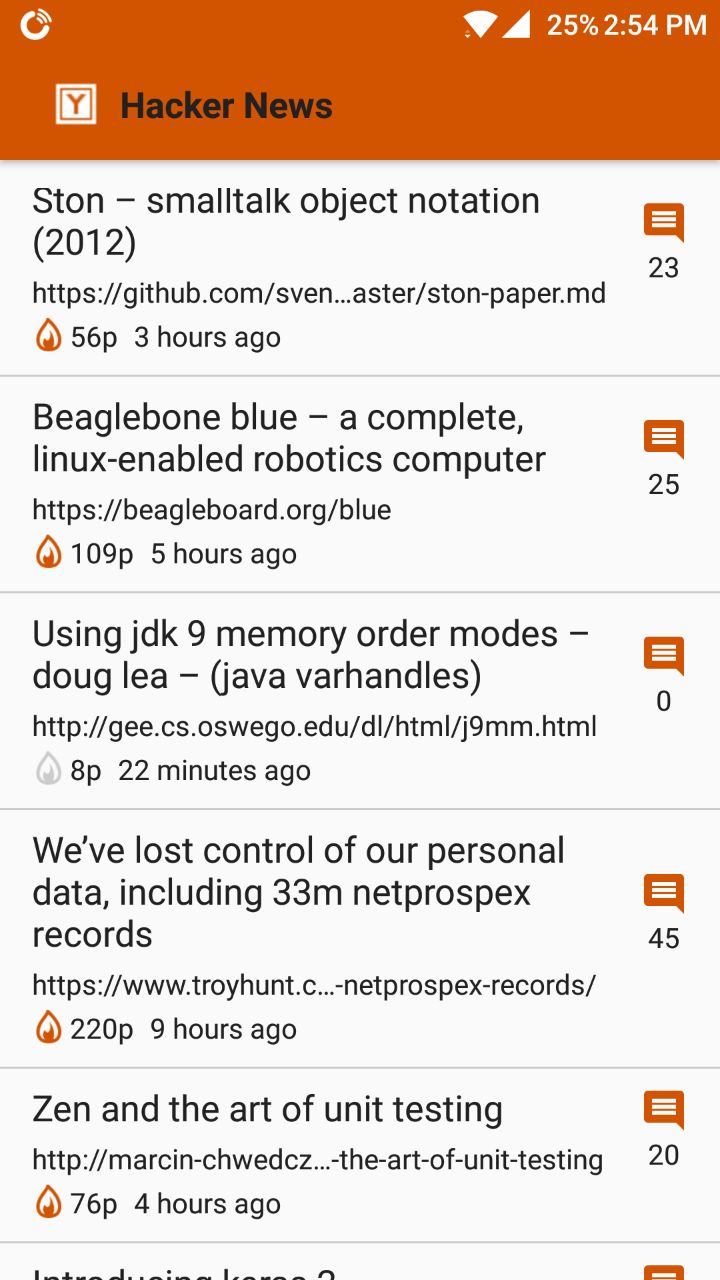 25% 2:54 PM
Y Hacker News
Ston – smalltalk object notation
(2012)
23
https://github.com/sven...aster/ston-paper.md
56p 3 hours ago
Beaglebone blue – a complete,
linux-enabled robotics computer
25
https://beagleboard.org/blue
109p 5 hours ago
Using jdk 9 memory order modes –
doug lea – (java varhandles)
0
http://gee.cs.oswego.edu/dl/html/j9mm.html
8p 22 minutes ago
We’ve lost control of our personal
data, including 33m netprospex
records
45
https://www.troyhunt.c...-netprospex-records/
220p 9 hours ago
Zen and the art of unit testing
20
http://marcin-chwedcz...-the-art-of-unit-testing
76p 4 hours ago
Introducing keras 2